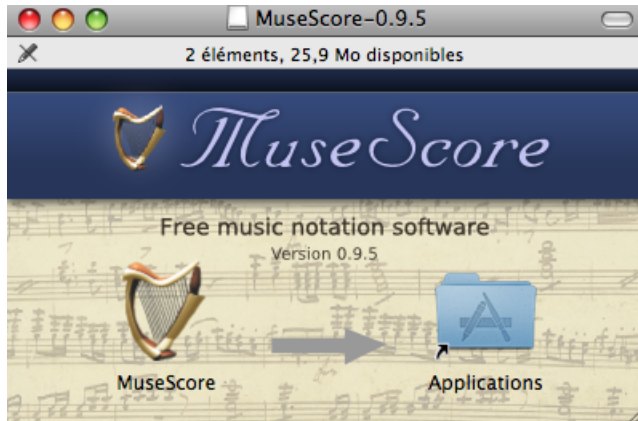 MuseScore-0.9.5
2 éléments, 25,9 Mo disponibles
MuseScore
Free music notation software
Version 0.9.5
MuseScore
Applications